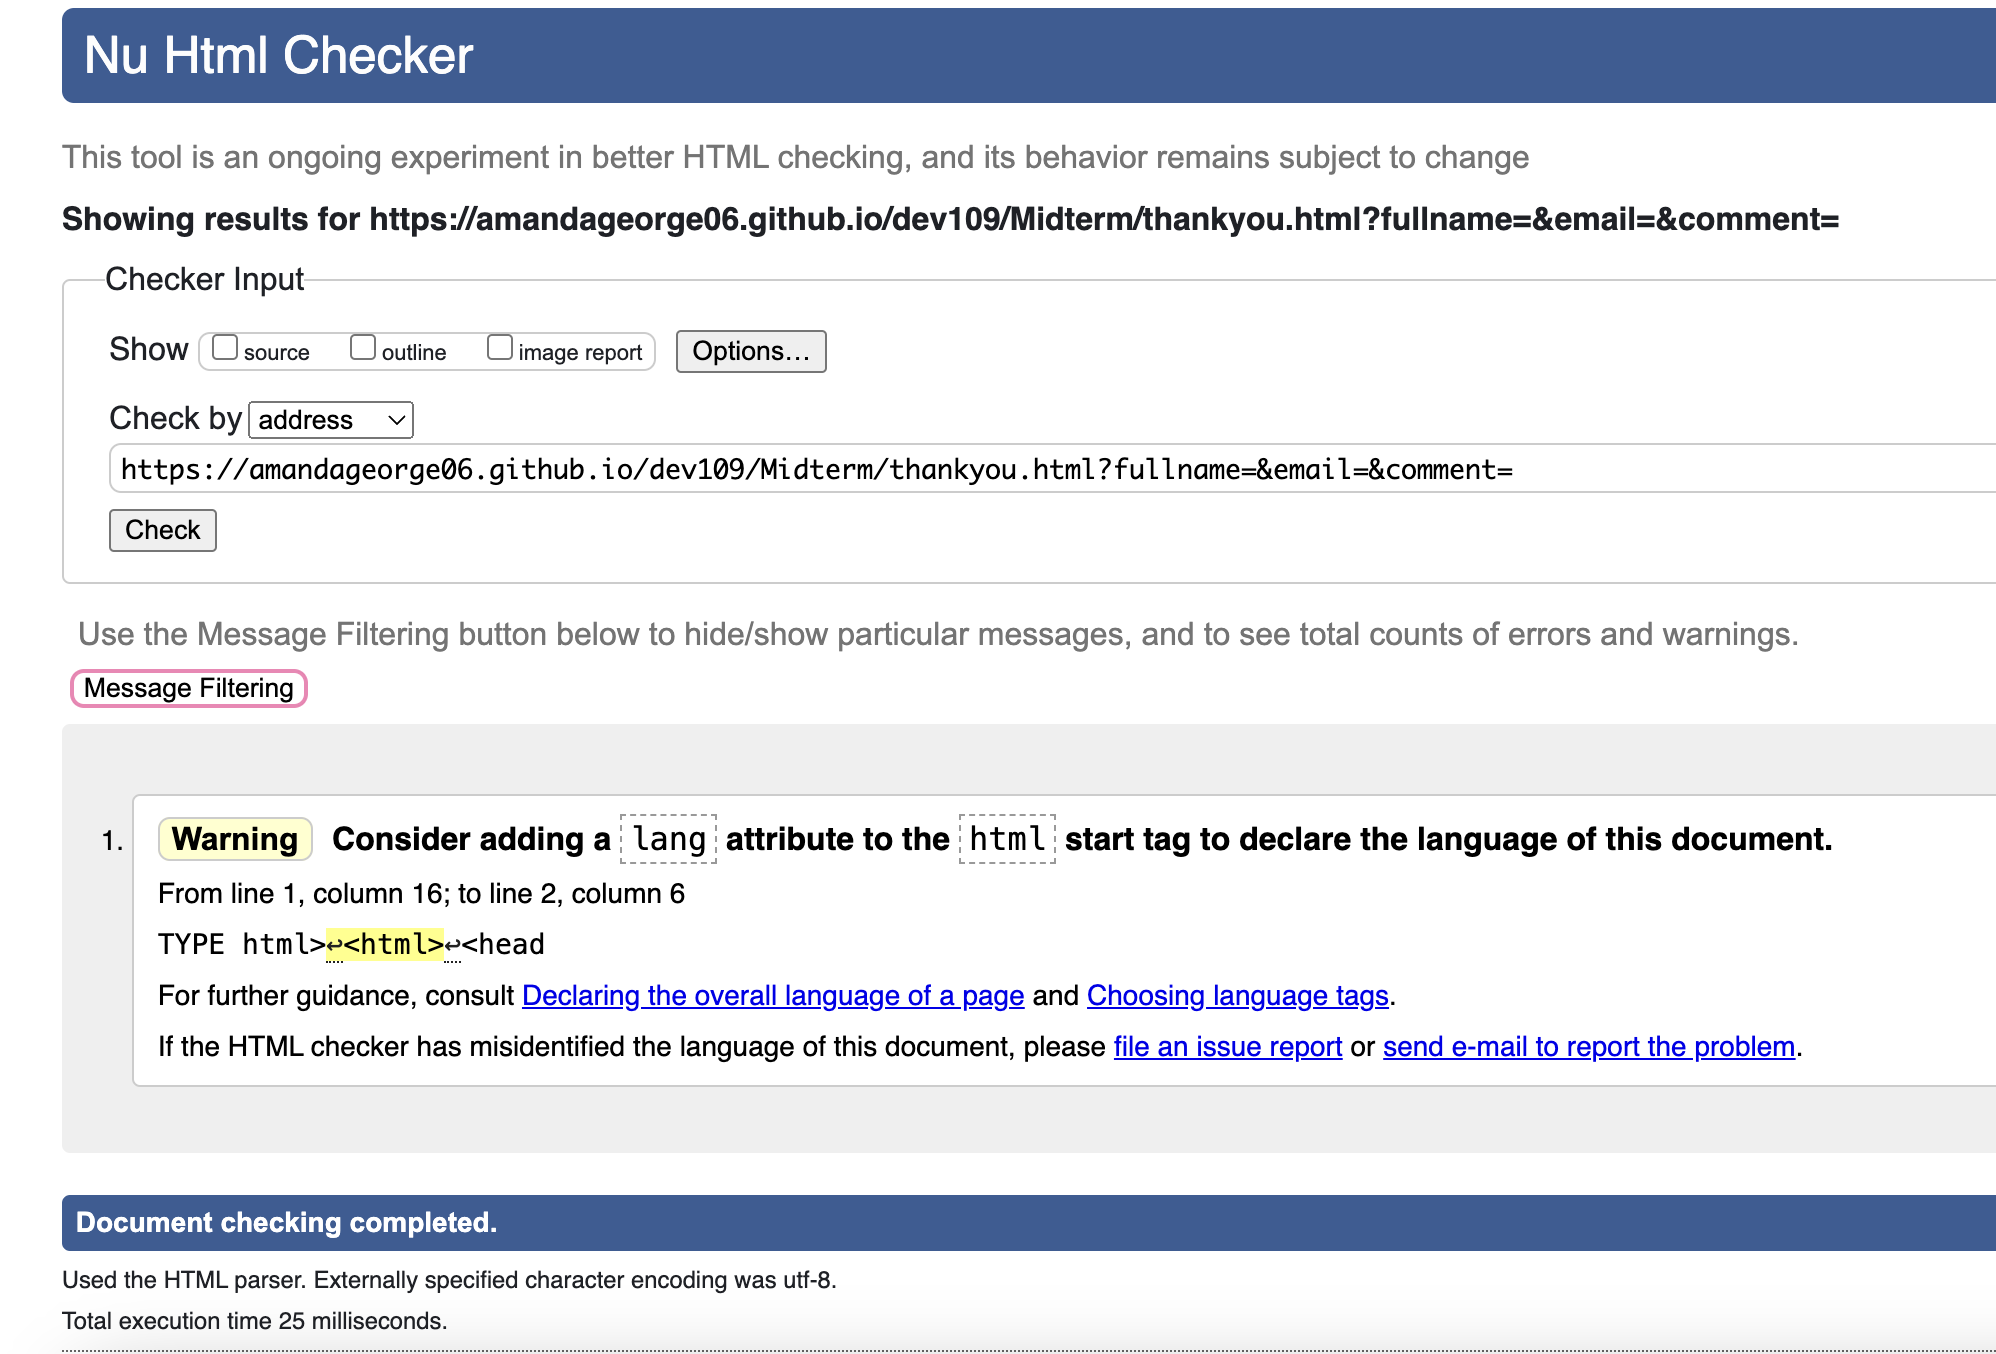 Nu Html Checker
This tool is an ongoing experiment in better HTML checking, and its behavior remains subject to change
Showing results for https://amandageorge06.github.io/dev109/Midterm/thankyou.html?fullname=&email=&comment=
Checker Input
Show source outline image report Options...
Check by address
https://amandageorge06.github.io/dev109/Midterm/thankyou.html?fullname=&email=&comment=
Check
Use the Message Filtering button below to hide/show particular messages, and to see total counts of errors and warnings.
Message Filtering
1. Warning Consider adding a lang attribute to the html start tag to declare the language of this document.
From line 1, column 16; to line 2, column 6
TYPE html>↩<html>↩<head
For further guidance, consult Declaring the overall language of a page and Choosing language tags.
If the HTML checker has misidentified the language of this document, please file an issue report or send e-mail to report the problem.
Document checking completed.
Used the HTML parser. Externally specified character encoding was utf-8.
Total execution time 25 milliseconds.